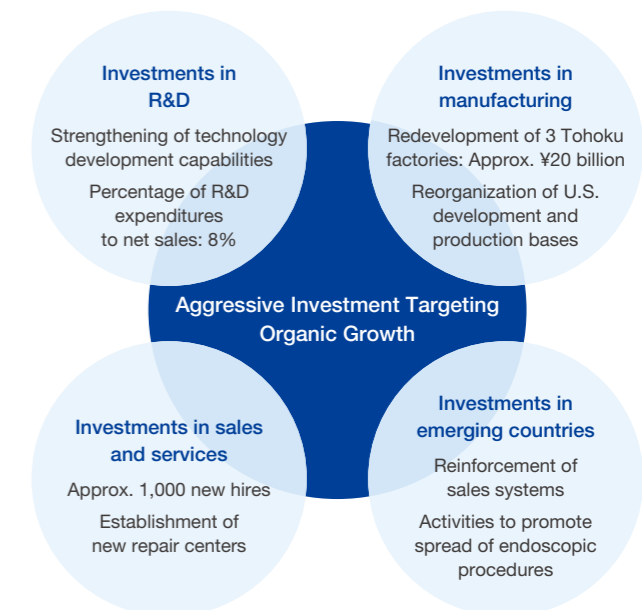 Investments in
R&D
Strengthening of technology
development capabilities
Percentage of R&D
expenditures
to net sales: 8%
Investments in
manufacturing
Redevelopment of 3 Tohoku
factories: Approx. ¥20 billion
Reorganization of U.S.
development and
production bases
Aggressive Investment Targeting
Organic Growth
Investments in sales
and services
Approx. 1,000 new hires
Establishment of
new repair centers
Investments in
emerging countries
Reinforcement of
sales systems
Activities to promote
spread of endoscopic
procedures